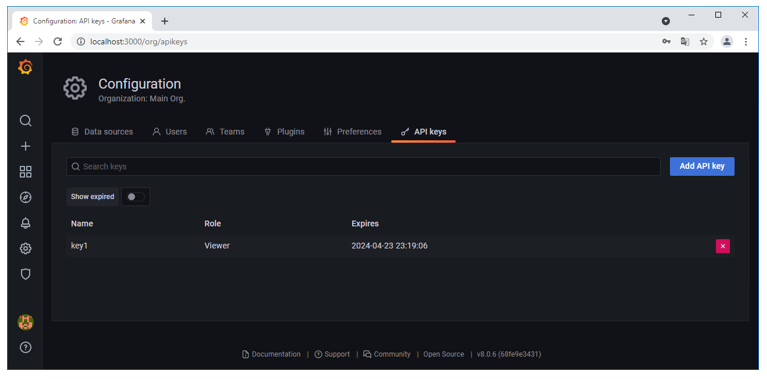 Configuration: API keys - Grafana
localhost:3000/org/apikeys
Configuration
Organization: Main Org.
Data sources Users Teams Plugins Preferences API keys
Search keys Add API key
Show expired
Name Role Expires
key1 Viewer 2024-04-23 23:19:06
Documentation | Support | Community | Open Source | v8.0.6 (68fe9e3431)